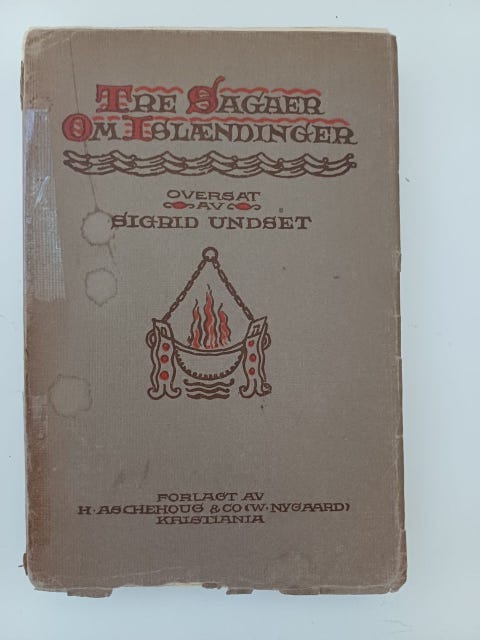 TRE SAGAER
OM ISLÆNDINGER
OVERSAT
AV
SIGRID UNDSET
FORLAGT AV
H. ASCHEHOUG & CO (W. NYGAARD)
KRISTIANIA